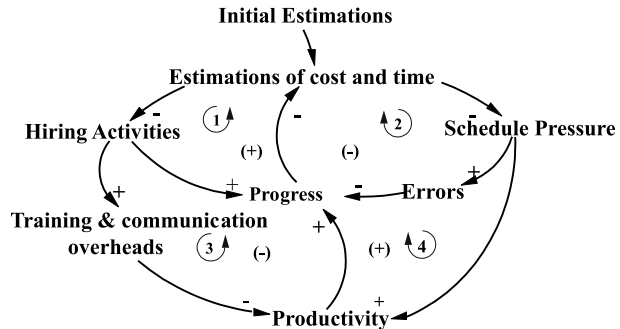 Initial Estimations
Estimations of cost and time
- - -
1 2
Hiring Activities Schedule Pressure
(+) (-)
+ + Progress - Errors +
Training & communication
overheads
+
3 (-) (+) 4
- Productivity +